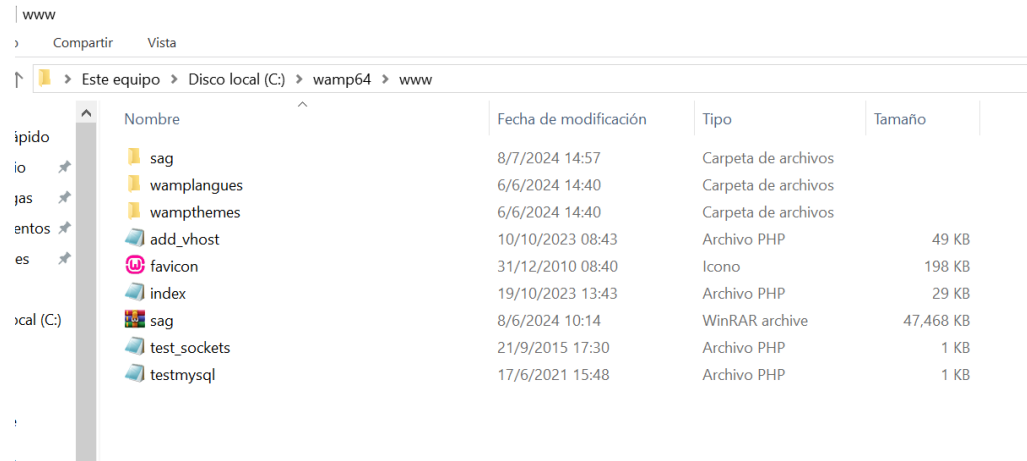 www
Compartir Vista
Este equipo > Disco local (C:) > wamp64 > www
Nombre Fecha de modificación Tipo Tamaño
ápido
sag 8/7/2024 14:57 Carpeta de archivos
io
wamplangues 6/6/2024 14:40 Carpeta de archivos
gas
wampthemes 6/6/2024 14:40 Carpeta de archivos
entos
add_vhost 10/10/2023 08:43 Archivo PHP 49 KB
es
favicon 31/12/2010 08:40 Icono 198 KB
index 19/10/2023 13:43 Archivo PHP 29 KB
ocal (C:)
sag 8/6/2024 10:14 WinRAR archive 47,468 KB
test_sockets 21/9/2015 17:30 Archivo PHP 1 KB
testmysql 17/6/2021 15:48 Archivo PHP 1 KB